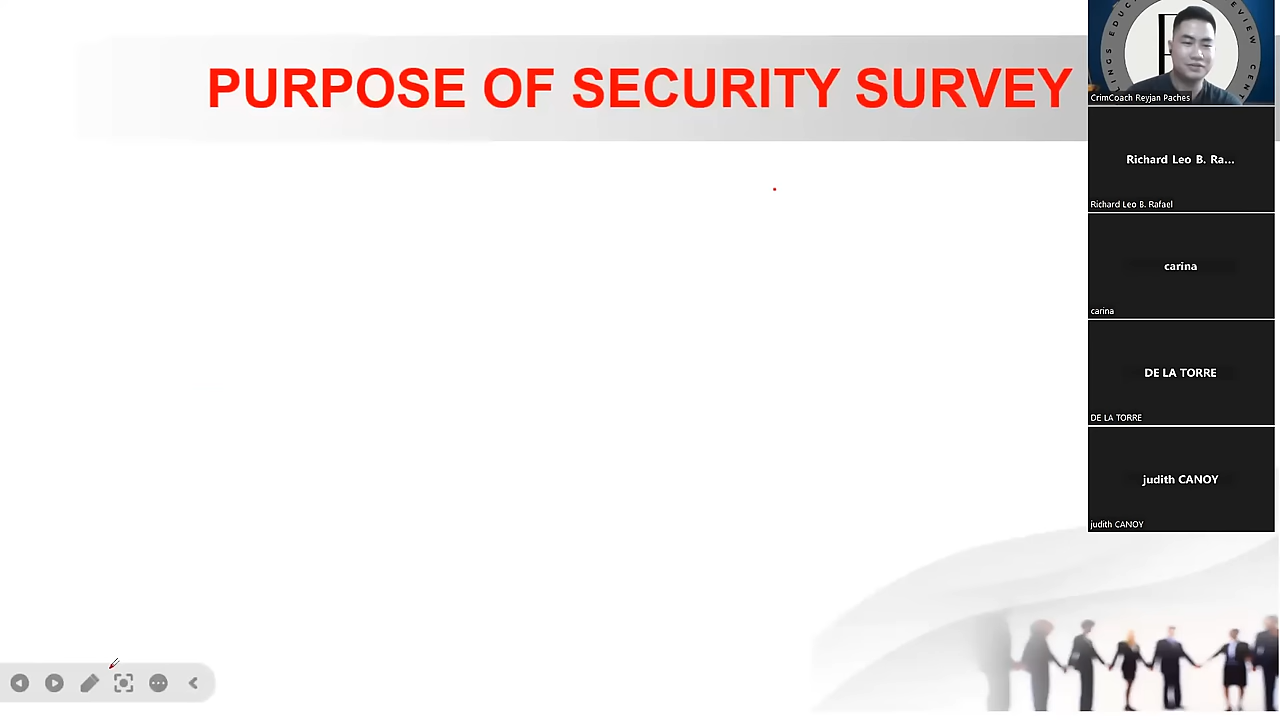 PURPOSE OF SECURITY SURVEY
CrimCoach Reyjan Paches
Richard Leo B. Ra...
Richard Leo B. Rafael
carina
carina
DE LA TORRE
DE LA TORRE
judith CANOY
judith CANOY